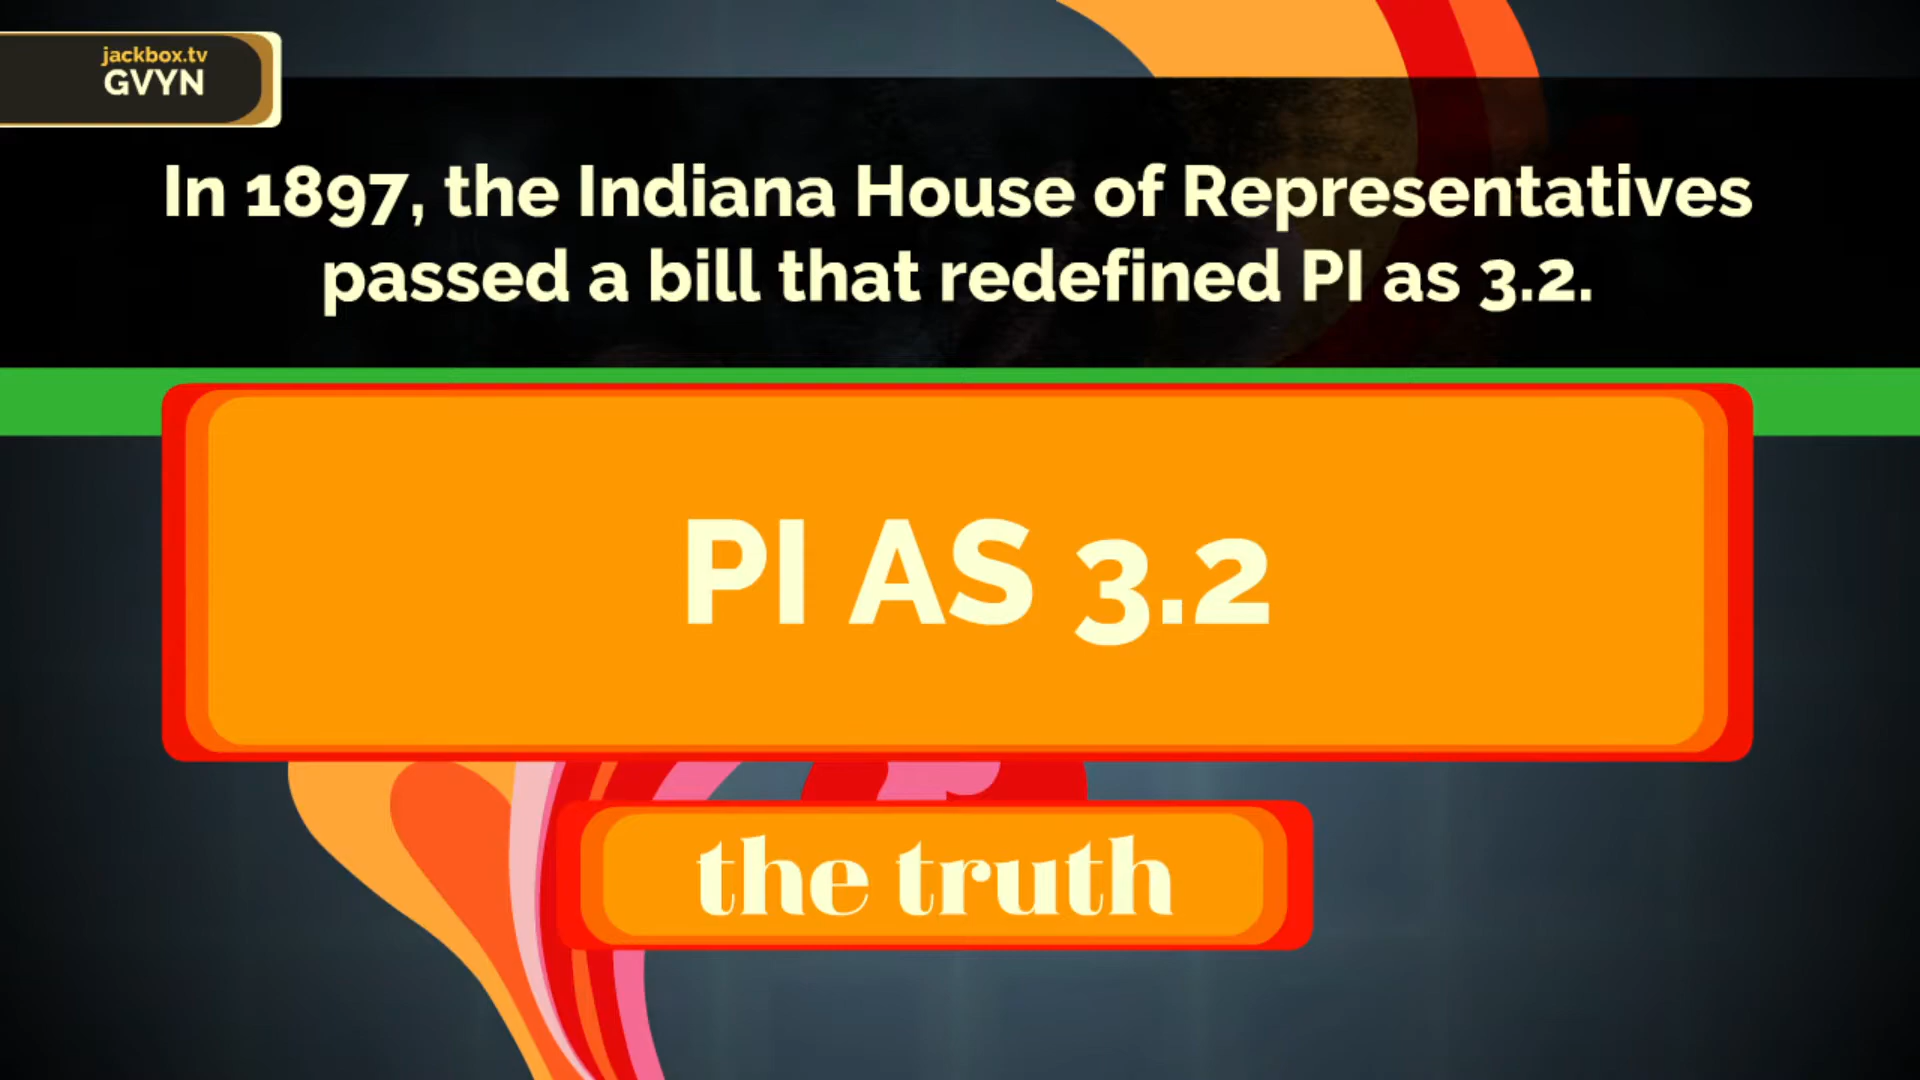 jackbox.tv
GVYN
In 1897, the Indiana House of Representatives
passed a bill that redefined PI as 3.2.
PI AS 3.2
the truth